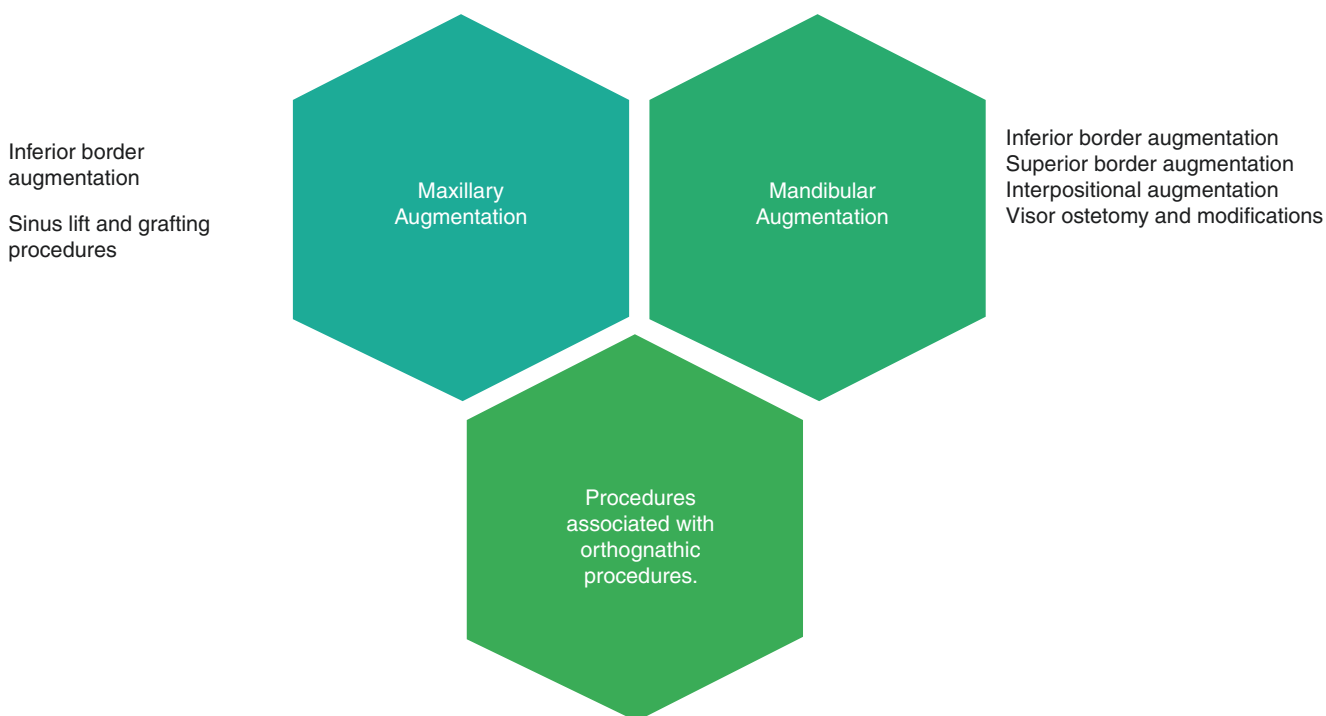 Inferior border
augmentation
Sinus lift and grafting
procedures
Maxillary
Augmentation
Mandibular
Augmentation
Inferior border augmentation
Superior border augmentation
Interpositional augmentation
Visor ostetomy and modifications
Procedures
associated with
orthognathic
procedures.